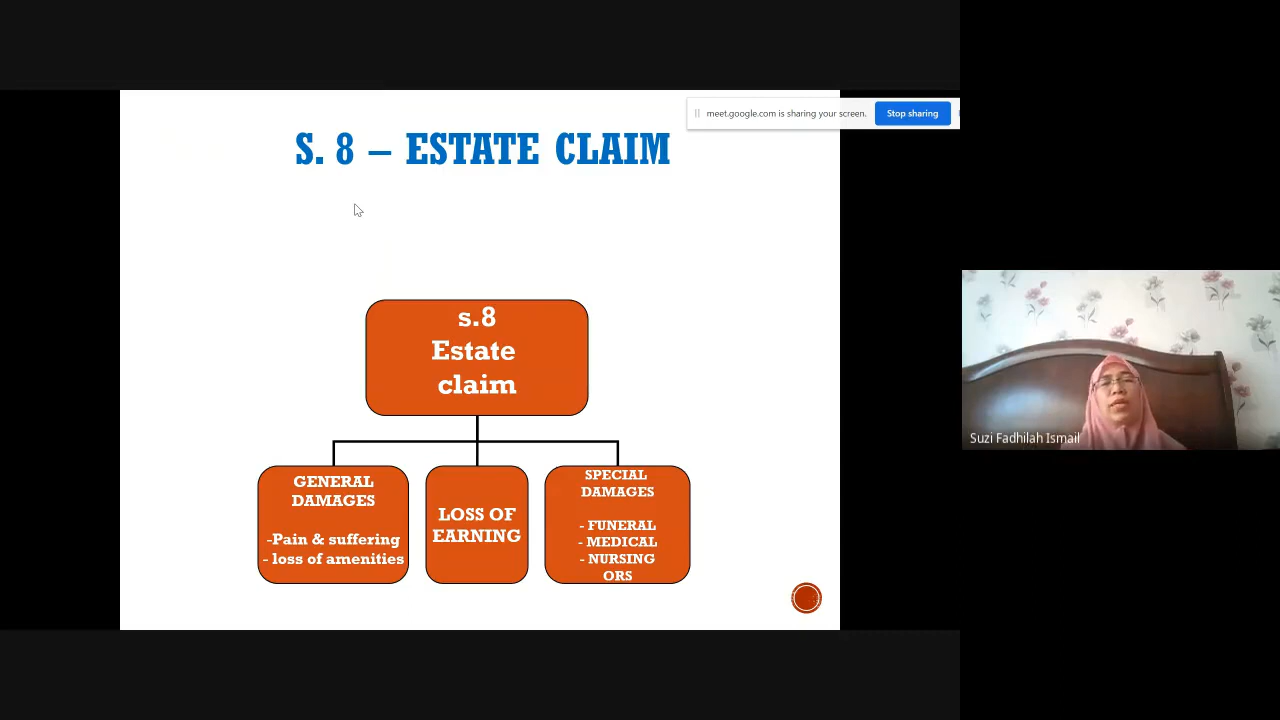 S. 8 – ESTATE CLAIM
meet.google.com is sharing your screen.
Stop sharing
s.8
Estate
claim
GENERAL
DAMAGES
-Pain & suffering
- loss of amenities
LOSS OF
EARNING
SPECIAL
DAMAGES
- FUNERAL
- MEDICAL
- NURSING
ORS
Suzi Fadhilah Ismail